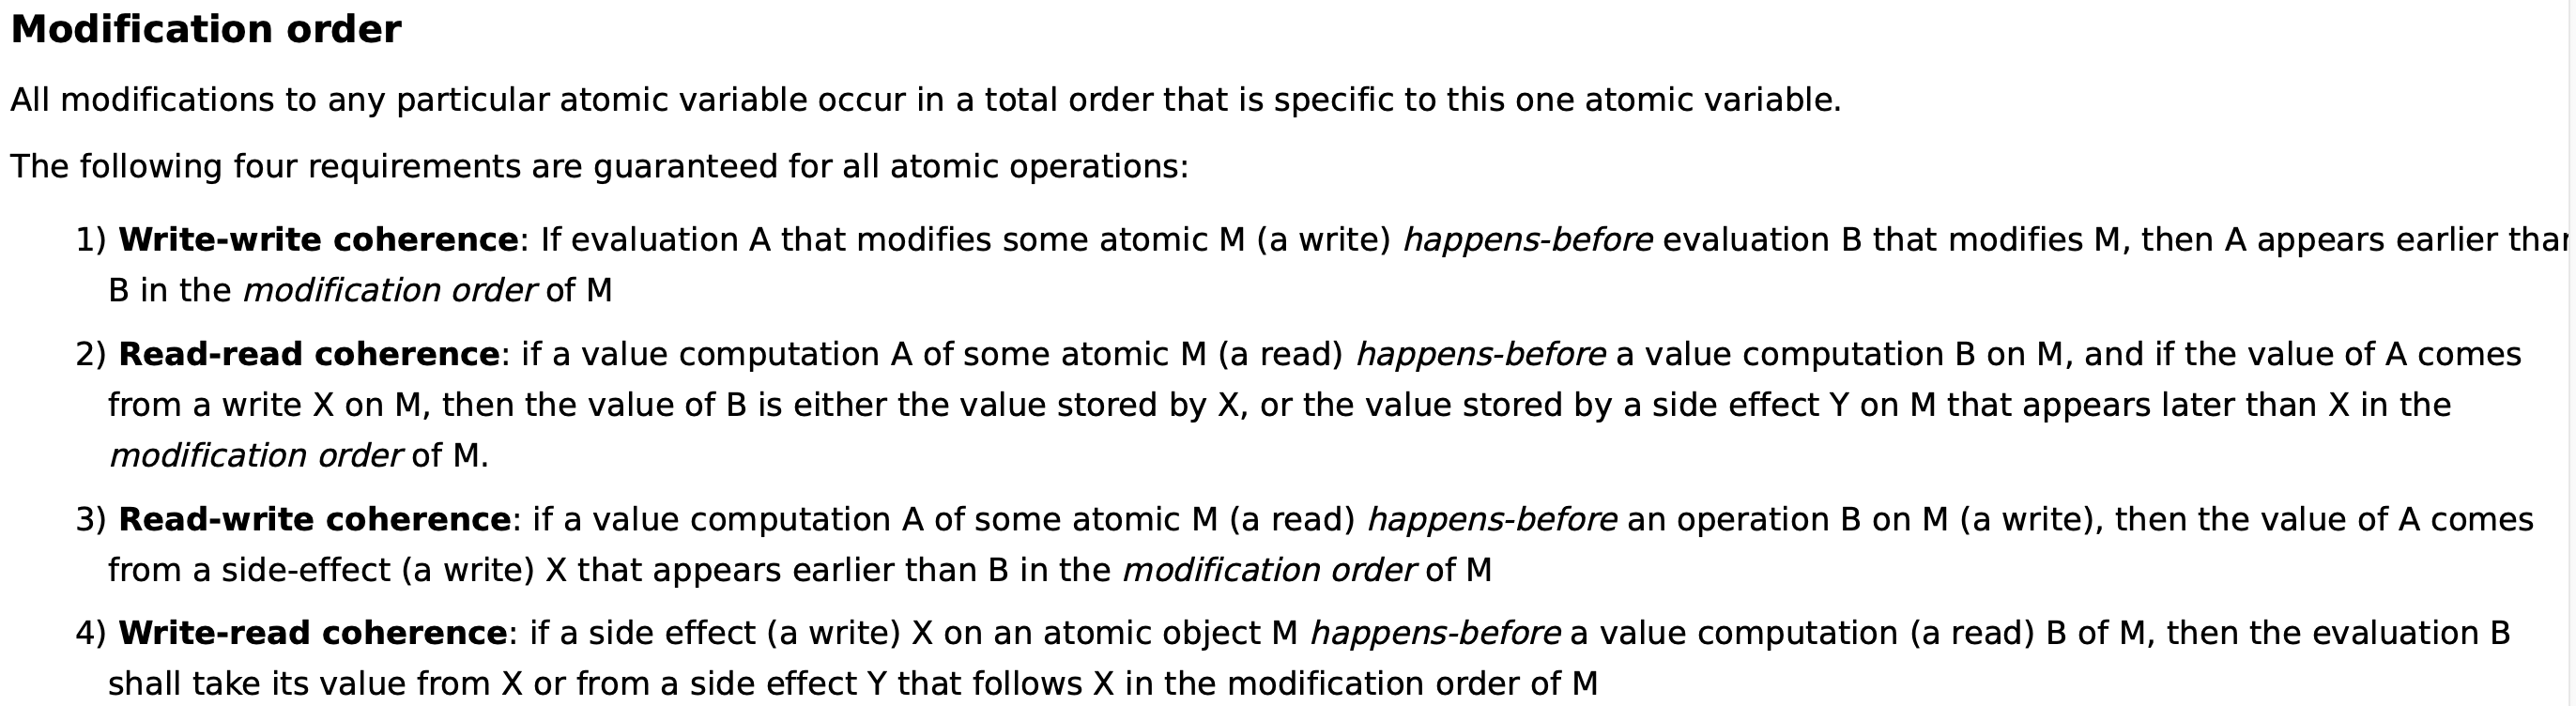 Modification order
All modifications to any particular atomic variable occur in a total order that is specific to this one atomic variable.
The following four requirements are guaranteed for all atomic operations:
1) Write-write coherence: If evaluation A that modifies some atomic M (a write) happens-before evaluation B that modifies M, then A appears earlier than
B in the modification order of M
2) Read-read coherence: if a value computation A of some atomic M (a read) happens-before a value computation B on M, and if the value of A comes
from a write X on M, then the value of B is either the value stored by X, or the value stored by a side effect Y on M that appears later than X in the
modification order of M.
3) Read-write coherence: if a value computation A of some atomic M (a read) happens-before an operation B on M (a write), then the value of A comes
from a side-effect (a write) X that appears earlier than B in the modification order of M
4) Write-read coherence: if a side effect (a write) X on an atomic object M happens-before a value computation (a read) B of M, then the evaluation B
shall take its value from X or from a side effect Y that follows X in the modification order of M